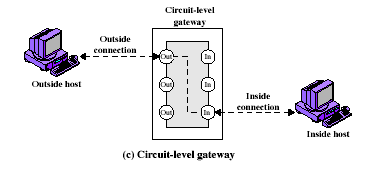 Circuit-level
gateway
Outside
connection
Out
In
Outside host
Out
In
Inside
connection
Out
In
Inside host
(c) Circuit-level gateway